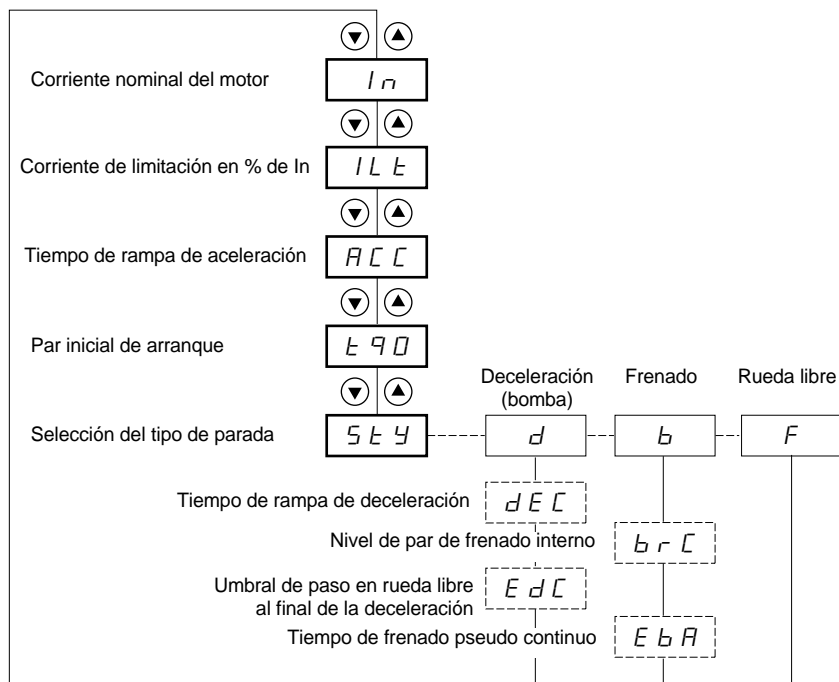 Corriente nominal del motor
In
Corriente de limitación en % de In
ILt
Tiempo de rampa de aceleración
ACC
Par inicial de arranque
tq0
Deceleración
(bomba)
Frenado
Rueda libre
Selección del tipo de parada
StY
d
b
F
Tiempo de rampa de deceleración
dEC
Nivel de par de frenado interno
brC
Umbral de paso en rueda libre
al final de la deceleración
EdC
Tiempo de frenado pseudo continuo
EbA